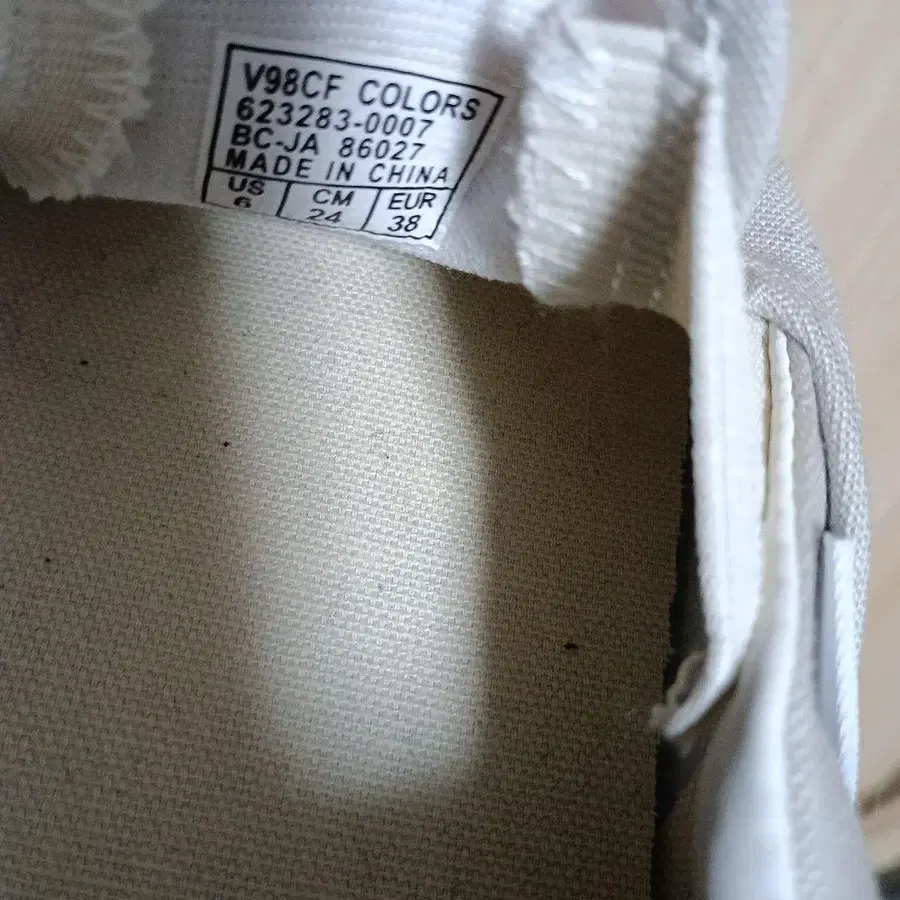 V98CF COLORS
623283-0007
BC-JA 86027
MADE IN CHINA
US CM EUR
6 24 38